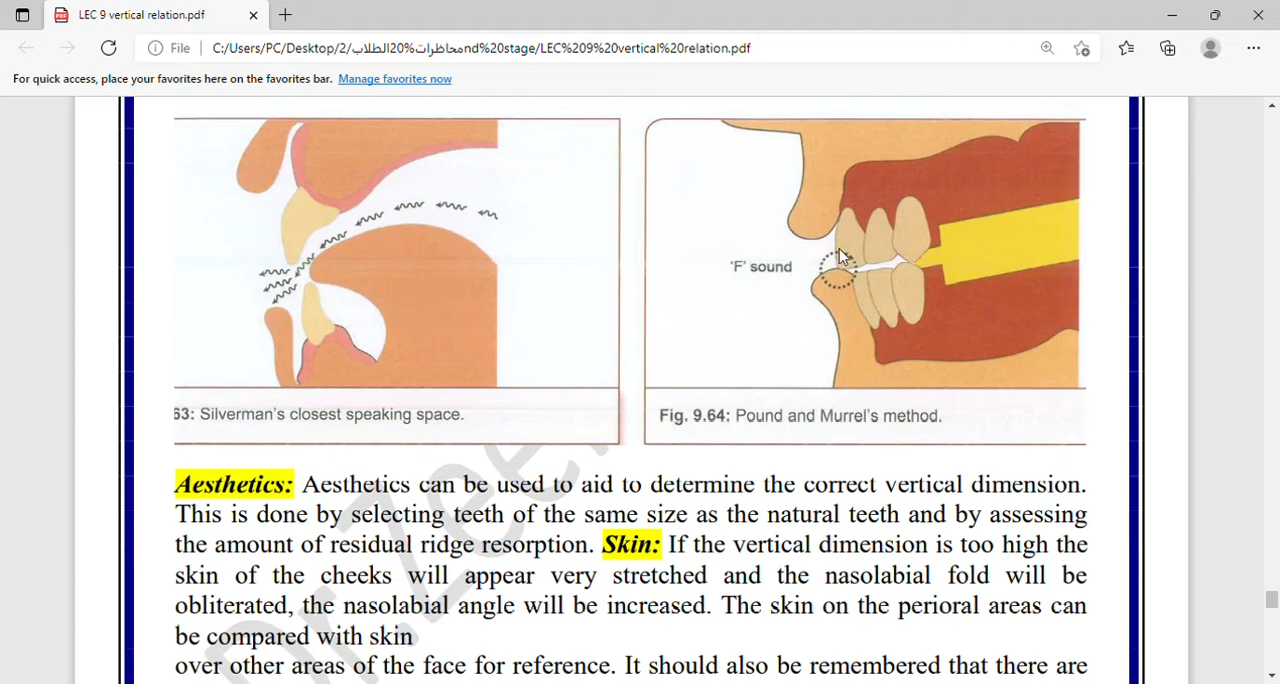 LEC 9 vertical relation.pdf
File
C:/Users/PC/Desktop/2/محاظرات%20الطلابnd%20stage/LEC%209%20vertical%20relation.pdf
For quick access, place your favorites here on the favorites bar. Manage favorites now
'F' sound
63: Silverman's closest speaking space.
Fig. 9.64: Pound and Murrel's method.
Aesthetics: Aesthetics can be used to aid to determine the correct vertical dimension.
This is done by selecting teeth of the same size as the natural teeth and by assessing
the amount of residual ridge resorption. Skin: If the vertical dimension is too high the
skin of the cheeks will appear very stretched and the nasolabial fold will be
obliterated, the nasolabial angle will be increased. The skin on the perioral areas can
be compared with skin
over other areas of the face for reference. It should also be remembered that there are